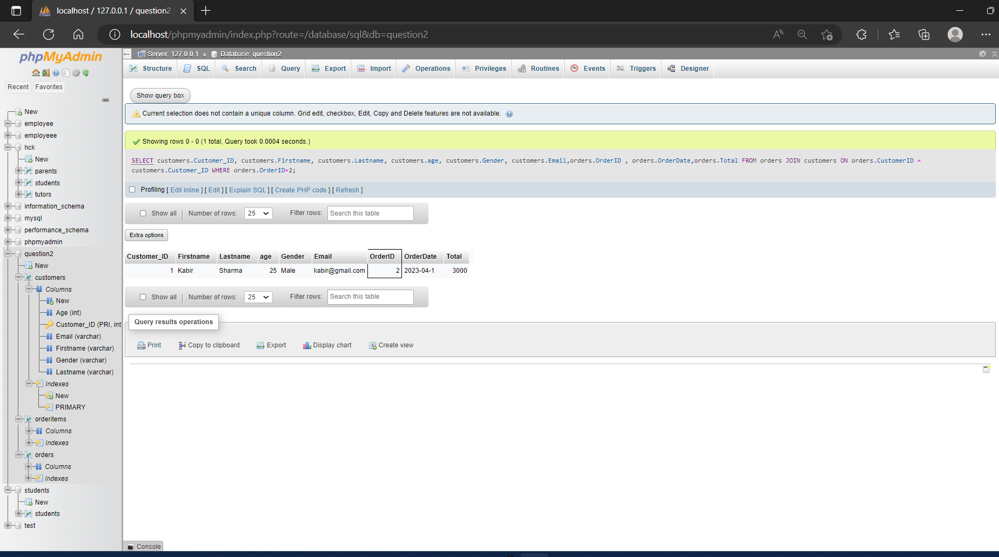 localhost / 127.0.0.1 / question2
localhost/phpmyadmin/index.php?route=/database/sql&db=question2
phpMyAdmin
Recent Favorites
New
employee
employeee
hck
New
parents
students
tutors
information_schema
mysql
performance_schema
phpmyadmin
question2
New
customers
Columns
New
Age (int)
Customer_ID (PRI, int
Email (varchar)
Firstname (varchar)
Gender (varchar)
Lastname (varchar)
Indexes
New
PRIMARY
orderitems
Columns
Indexes
orders
Columns
Indexes
students
New
students
test
Server: 127.0.0.1 » Database: question2
Structure SQL Search Query Export Import Operations Privileges Routines Events Triggers Designer
Show query box
Current selection does not contain a unique column. Grid edit, checkbox, Edit, Copy and Delete features are not available.
Showing rows 0 - 0 (1 total, Query took 0.0004 seconds.)
SELECT customers.Customer_ID, customers.Firstname, customers.Lastname, customers.age, customers.Gender, customers.Email,orders.OrderID , orders.OrderDate,orders.Total FROM orders JOIN customers ON orders.CustomerID =
customers.Customer_ID WHERE orders.OrderID=2;
Profiling [ Edit inline ] [ Edit ] [ Explain SQL ] [ Create PHP code ] [ Refresh ]
Show all Number of rows: 25 Filter rows: Search this table
Extra options
Customer_ID Firstname Lastname age Gender Email OrderID OrderDate Total
1 Kabir Sharma 25 Male kabir@gmail.com 2 2023-04-1 3000
Show all Number of rows: 25 Filter rows: Search this table
Query results operations
Print Copy to clipboard Export Display chart Create view
Console